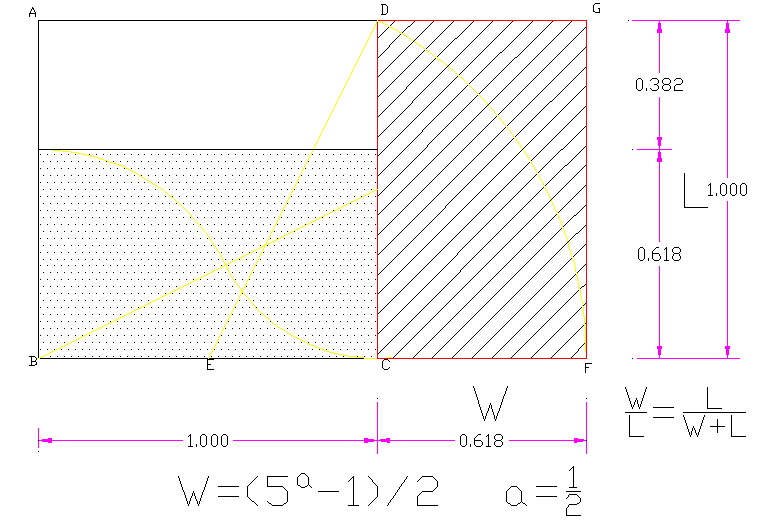 A D G
0.382
L 1.000
0.618
B E C F
W
1.000 0.618
W/L = L/(W+L)
W=(5^a-1)/2 a=1/2